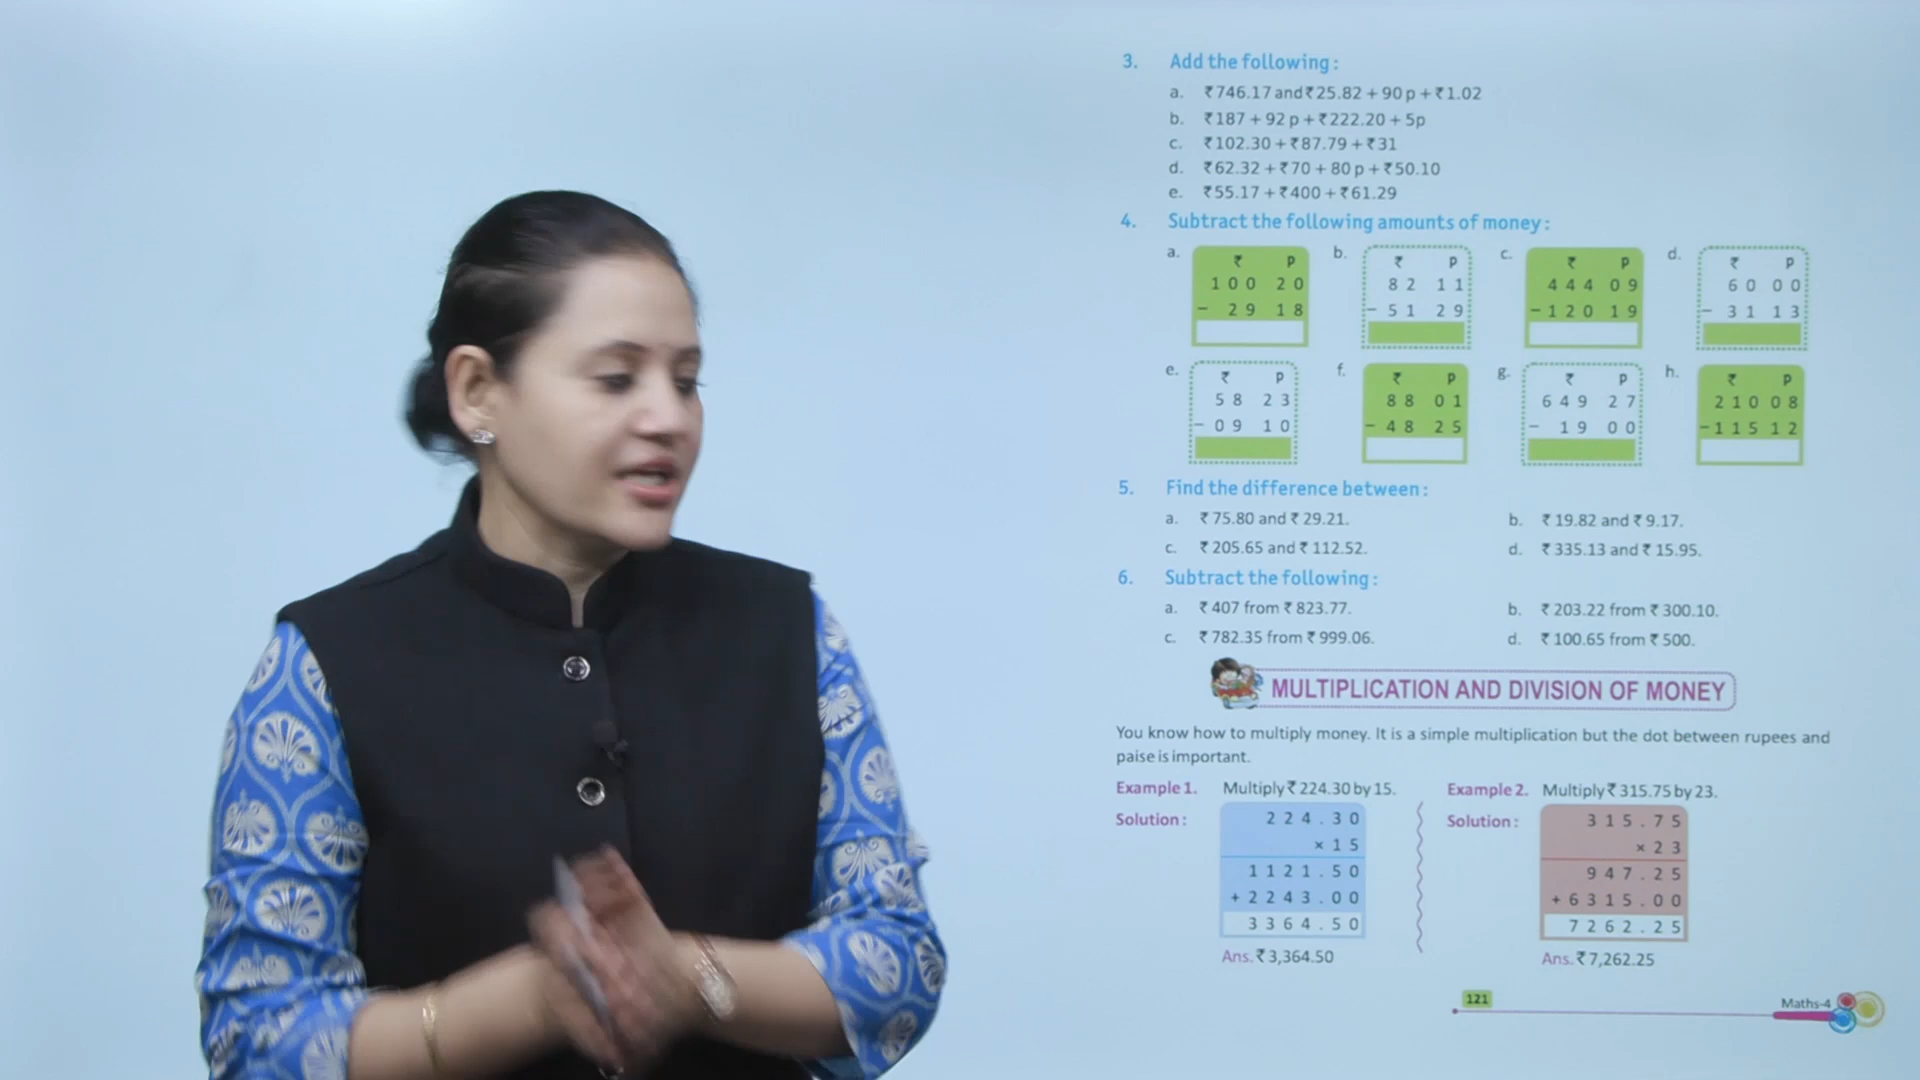 3. Add the following :
a. ₹746.17 and ₹25.82 + 90 p + ₹1.02
b. ₹187 + 92 p + ₹222.20 + 5p
c. ₹102.30 + ₹87.79 + ₹31
d. ₹62.32 + ₹70 + 80 p + ₹50.10
e. ₹55.17 + ₹400 + ₹61.29
4. Subtract the following amounts of money :
a. b. c. d.
₹ p ₹ p ₹ p ₹ p
100 20 82 11 444 09 60 00
- 29 18 - 51 29 - 120 19 - 31 13
e. f. g. h.
₹ p ₹ p ₹ p ₹ p
58 23 88 01 649 27 210 08
- 09 10 - 48 25 - 19 00 - 115 12
5. Find the difference between :
a. ₹ 75.80 and ₹ 29.21. b. ₹ 19.82 and ₹ 9.17.
c. ₹ 205.65 and ₹ 112.52. d. ₹ 335.13 and ₹ 15.95.
6. Subtract the following :
a. ₹ 407 from ₹ 823.77. b. ₹ 203.22 from ₹ 300.10.
c. ₹ 782.35 from ₹ 999.06. d. ₹ 100.65 from ₹ 500.
MULTIPLICATION AND DIVISION OF MONEY
You know how to multiply money. It is a simple multiplication but the dot between rupees and
paise is important.
Example 1. Multiply ₹ 224.30 by 15.
Solution :
224.30
× 15
1121.50
+ 2243.00
3364.50
Ans. ₹ 3,364.50
Example 2. Multiply ₹ 315.75 by 23.
Solution :
315.75
× 23
947.25
+ 6315.00
7262.25
Ans. ₹ 7,262.25
121
Maths-4